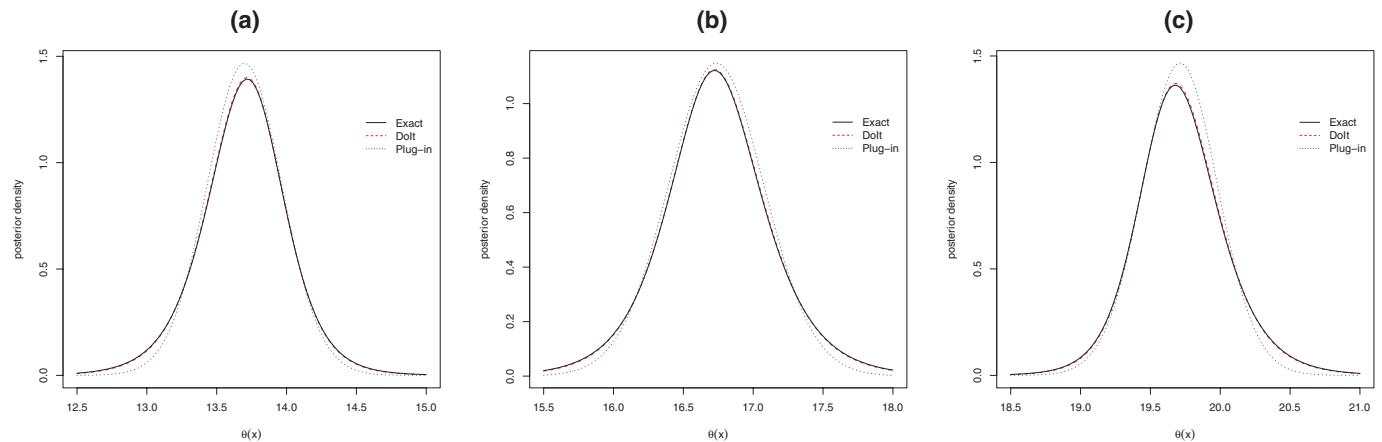 (a)
posterior density
0.0
0.5
1.0
1.5
12.5 13.0 13.5 14.0 14.5 15.0
θ(x)
Exact
DoIt
Plug−in
(b)
posterior density
0.0
0.2
0.4
0.6
0.8
1.0
15.5 16.0 16.5 17.0 17.5 18.0
θ(x)
Exact
DoIt
Plug−in
(c)
posterior density
0.0
0.5
1.0
1.5
18.5 19.0 19.5 20.0 20.5 21.0
θ(x)
Exact
DoIt
Plug−in